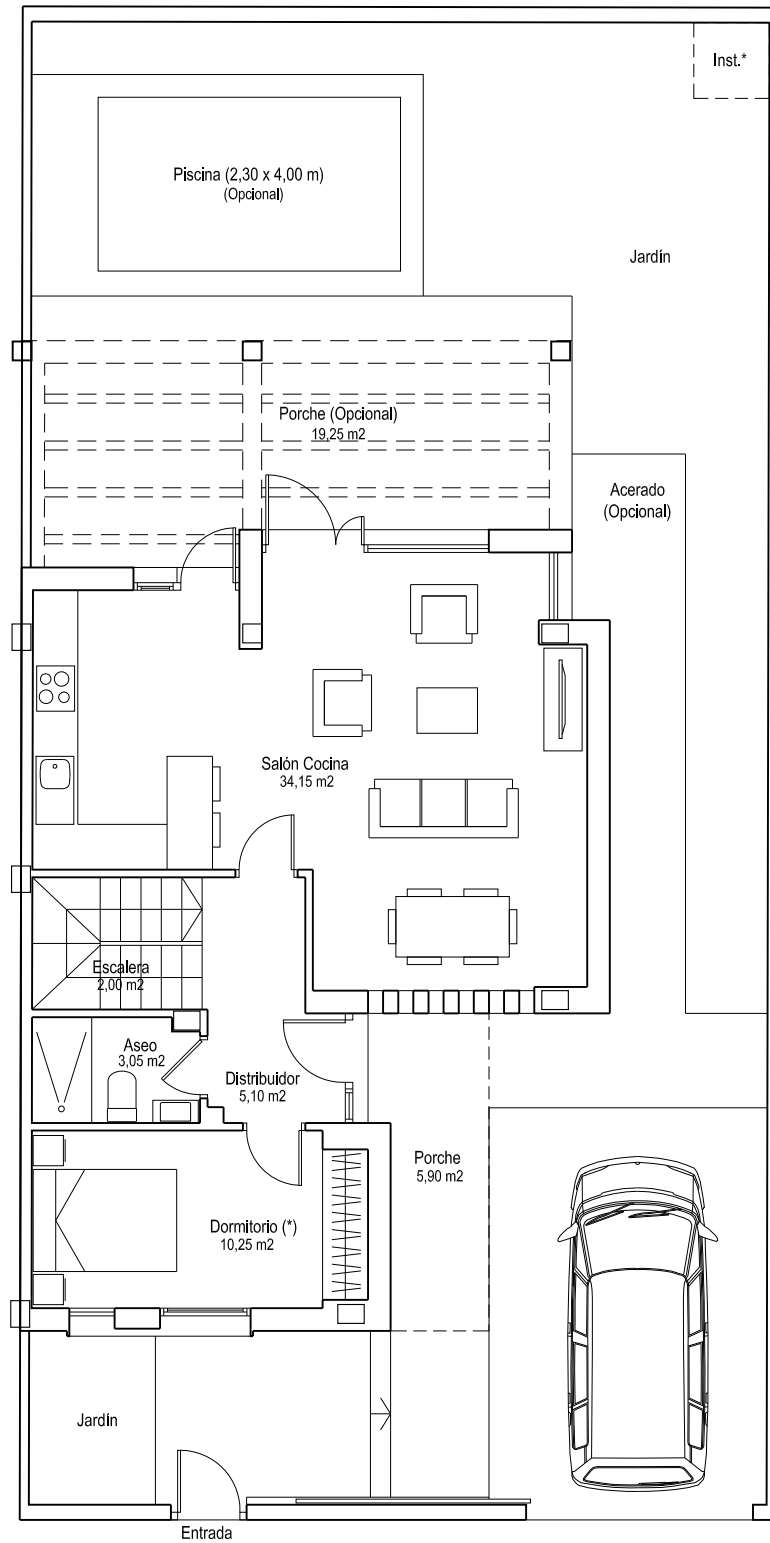 Inst.*
Piscina (2,30 x 4,00 m)
(Opcional)
Jardín
Porche (Opcional)
19,25 m2
Acerado
(Opcional)
Salón Cocina
34,15 m2
Escalera
2,00 m2
Aseo
3,05 m2
Distribuidor
5,10 m2
Porche
5,90 m2
Dormitorio (*)
10,25 m2
Jardín
Entrada